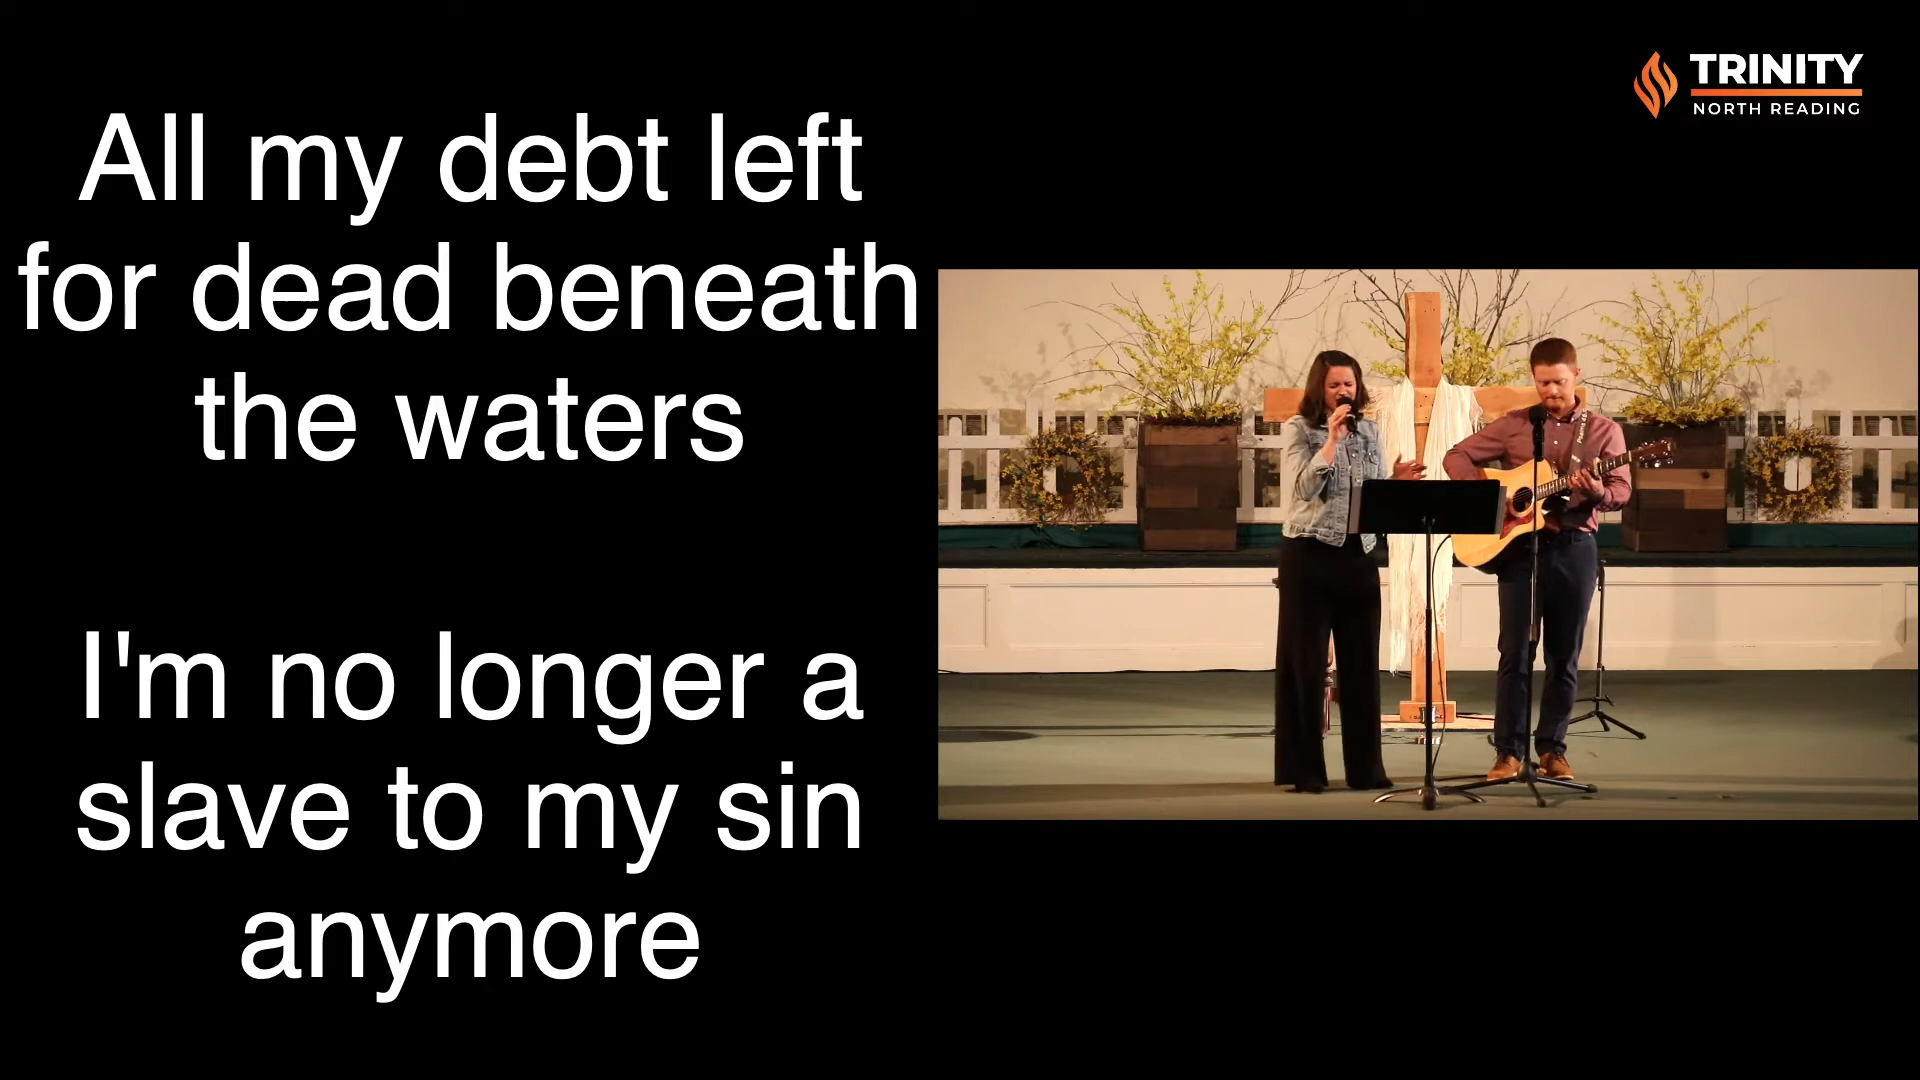 All my debt left
for dead beneath
the waters
I'm no longer a
slave to my sin
anymore
TRINITY
NORTH READING